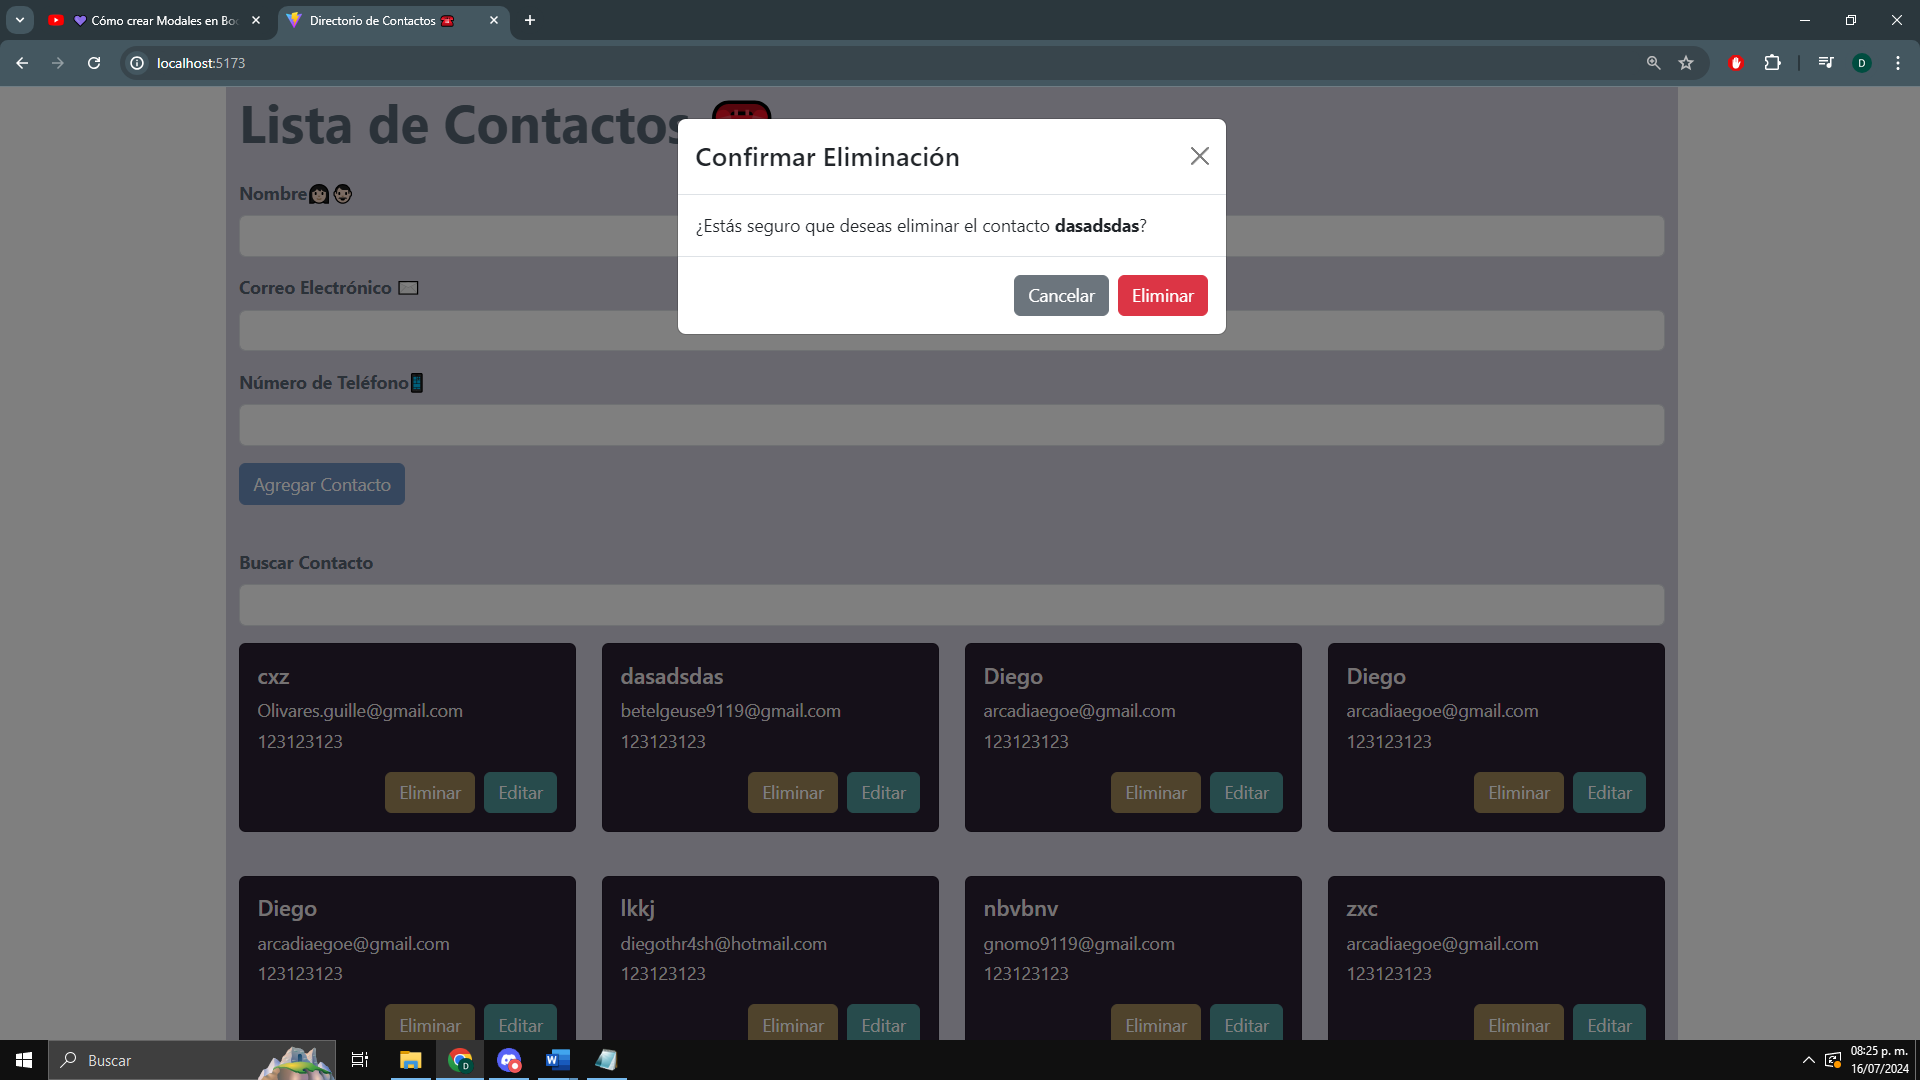 Cómo crear Modales en Boo
Directorio de Contactos
localhost:5173
D
Lista de Contactos
Confirmar Eliminación
Nombre
¿Estás seguro que deseas eliminar el contacto dasadsdas?
Correo Electrónico
Cancelar Eliminar
Número de Teléfono
Agregar Contacto
Buscar Contacto
cxz
Olivares.guille@gmail.com
123123123
Eliminar Editar
dasadsdas
betelgeuse9119@gmail.com
123123123
Eliminar Editar
Diego
arcadiaegoe@gmail.com
123123123
Eliminar Editar
Diego
arcadiaegoe@gmail.com
123123123
Eliminar Editar
Diego
arcadiaegoe@gmail.com
123123123
Eliminar Editar
lkkj
diegothr4sh@hotmail.com
123123123
Eliminar Editar
nbvbnv
gnomo9119@gmail.com
123123123
Eliminar Editar
zxc
arcadiaegoe@gmail.com
123123123
Eliminar Editar
Buscar
08:25 p. m.
16/07/2024